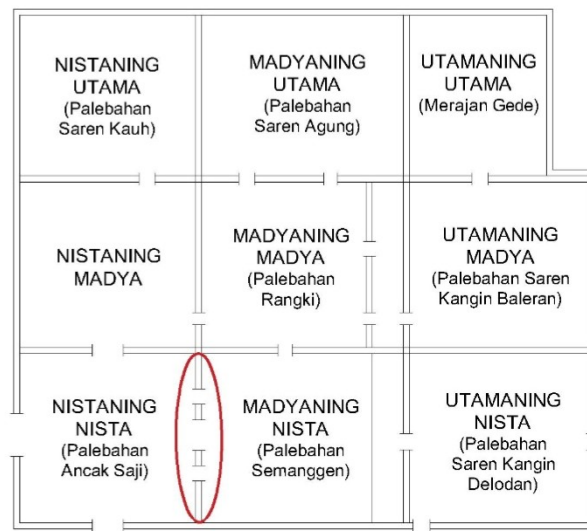 NISTANING
UTAMA
(Palebahan
Saren Kauh)
MADYANING
UTAMA
(Palebahan
Saren Agung)
UTAMANING
UTAMA
(Merajan Gede)
NISTANING
MADYA
MADYANING
MADYA
(Palebahan
Rangki)
UTAMANING
MADYA
(Palebahan Saren
Kangin Baleran)
NISTANING
NISTA
(Palebahan
Ancak Saji)
MADYANING
NISTA
(Palebahan
Semanggen)
UTAMANING
NISTA
(Palebahan
Saren Kangin
Delodan)